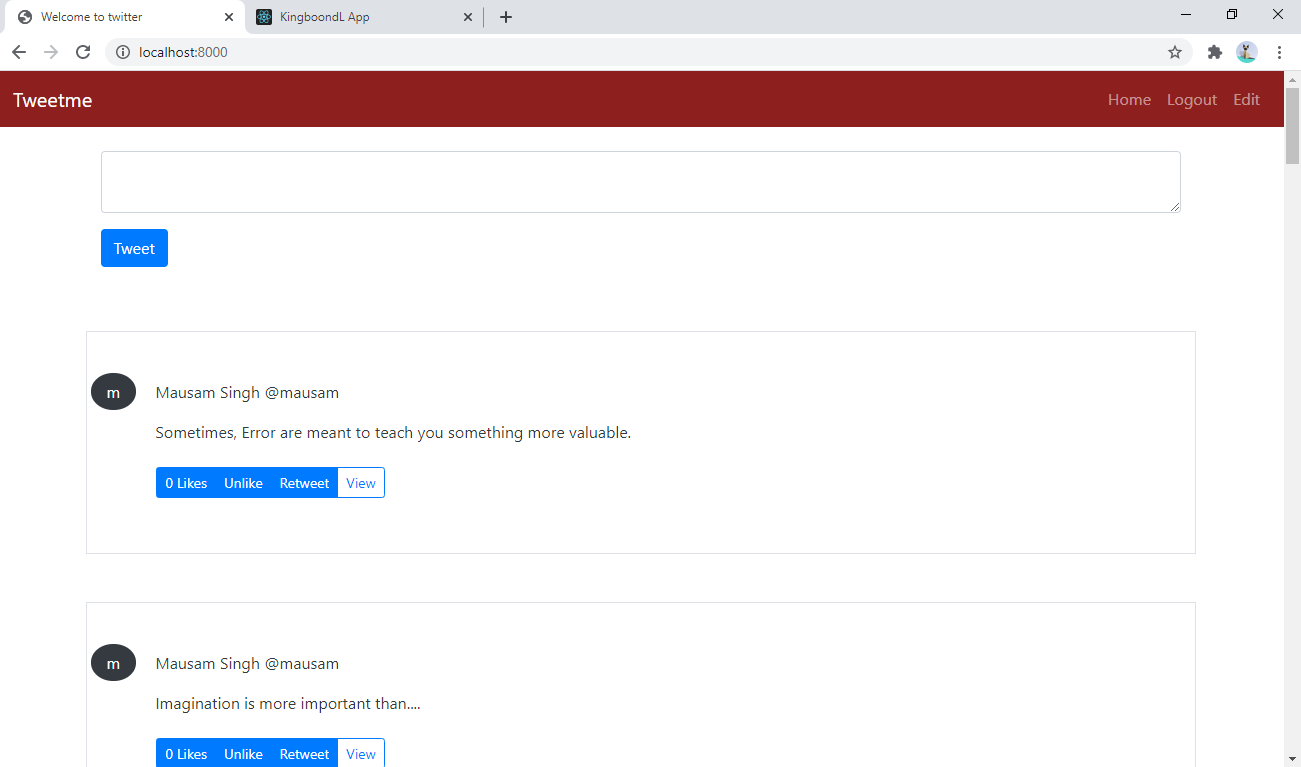 Welcome to twitter KingboondL App
localhost:8000
Tweetme Home Logout Edit
Tweet
m Mausam Singh @mausam
Sometimes, Error are meant to teach you something more valuable.
0 Likes Unlike Retweet View
m Mausam Singh @mausam
Imagination is more important than....
0 Likes Unlike Retweet View